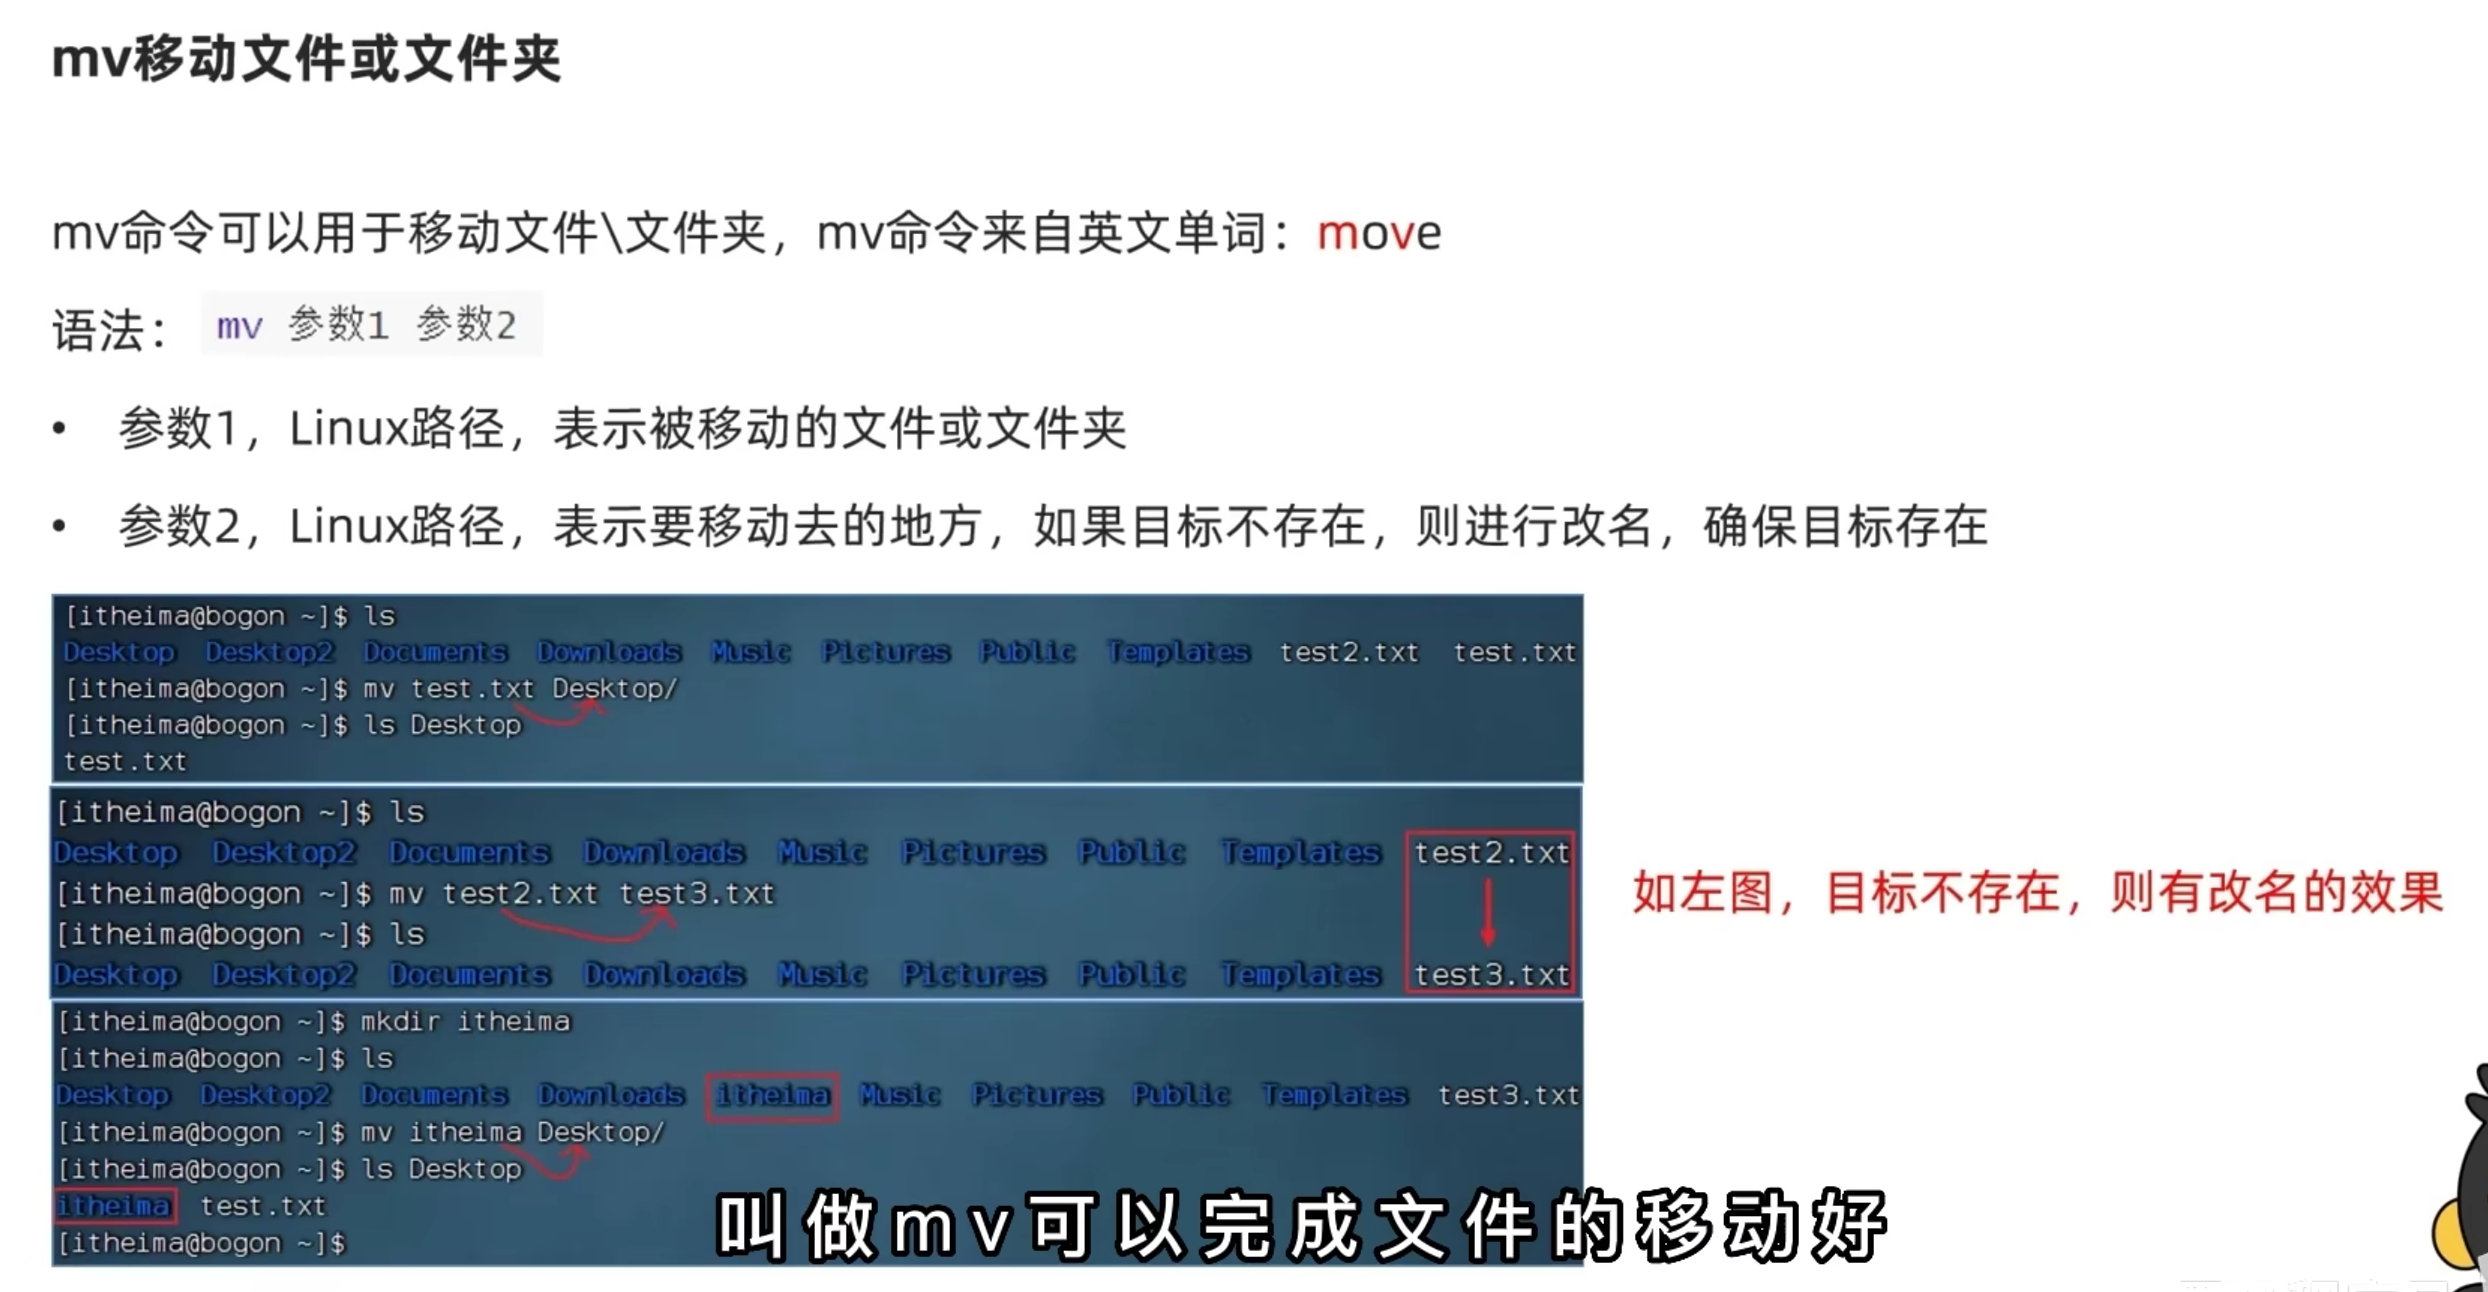 mv移动文件或文件夹
mv命令可以用于移动文件\文件夹，mv命令来自英文单词：move
语法： mv 参数1 参数2
• 参数1，Linux路径，表示被移动的文件或文件夹
• 参数2，Linux路径，表示要移动去的地方，如果目标不存在，则进行改名，确保目标存在
[itheima@bogon ~]$ ls
Desktop Desktop2 Documents Downloads Music Pictures Public Templates test2.txt test.txt
[itheima@bogon ~]$ mv test.txt Desktop/
[itheima@bogon ~]$ ls Desktop
test.txt
[itheima@bogon ~]$ ls
Desktop Desktop2 Documents Downloads Music Pictures Public Templates test2.txt
[itheima@bogon ~]$ mv test2.txt test3.txt
[itheima@bogon ~]$ ls
Desktop Desktop2 Documents Downloads Music Pictures Public Templates test3.txt
如左图，目标不存在，则有改名的效果
[itheima@bogon ~]$ mkdir itheima
[itheima@bogon ~]$ ls
Desktop Desktop2 Documents Downloads itheima Music Pictures Public Templates test3.txt
[itheima@bogon ~]$ mv itheima Desktop/
[itheima@bogon ~]$ ls Desktop
itheima test.txt
[itheima@bogon ~]$
叫做mv可以完成文件的移动好